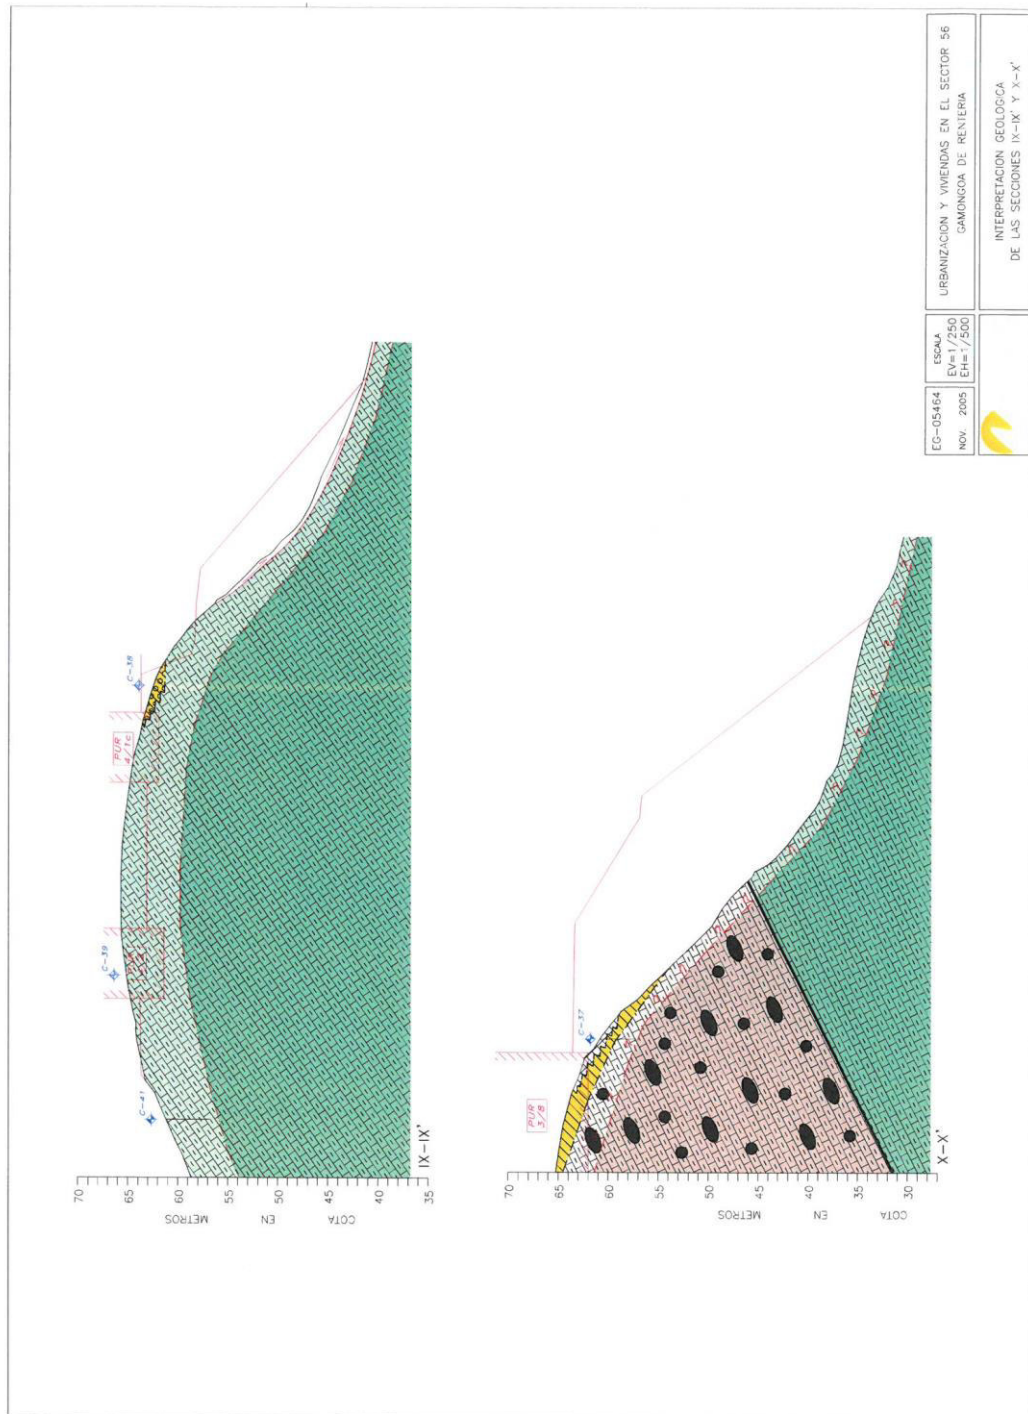 70
65
60
55
50
45
40
35
COTA
EN
METROS
IX-IX'
C-41
C-39
PUR
4/10
C-38
70
65
60
55
50
45
40
35
30
COTA
EN
METROS
X-X'
PUR
3/8
C-37
EG-05464
NOV. 2005
ESCALA
EV=1/250
EH=1/500
URBANIZACION Y VIVIENDAS EN EL SECTOR 56
GAMONGOA DE RENTERIA
INTERPRETACION GEOLOGICA
DE LAS SECCIONES IX-IX' Y X-X'